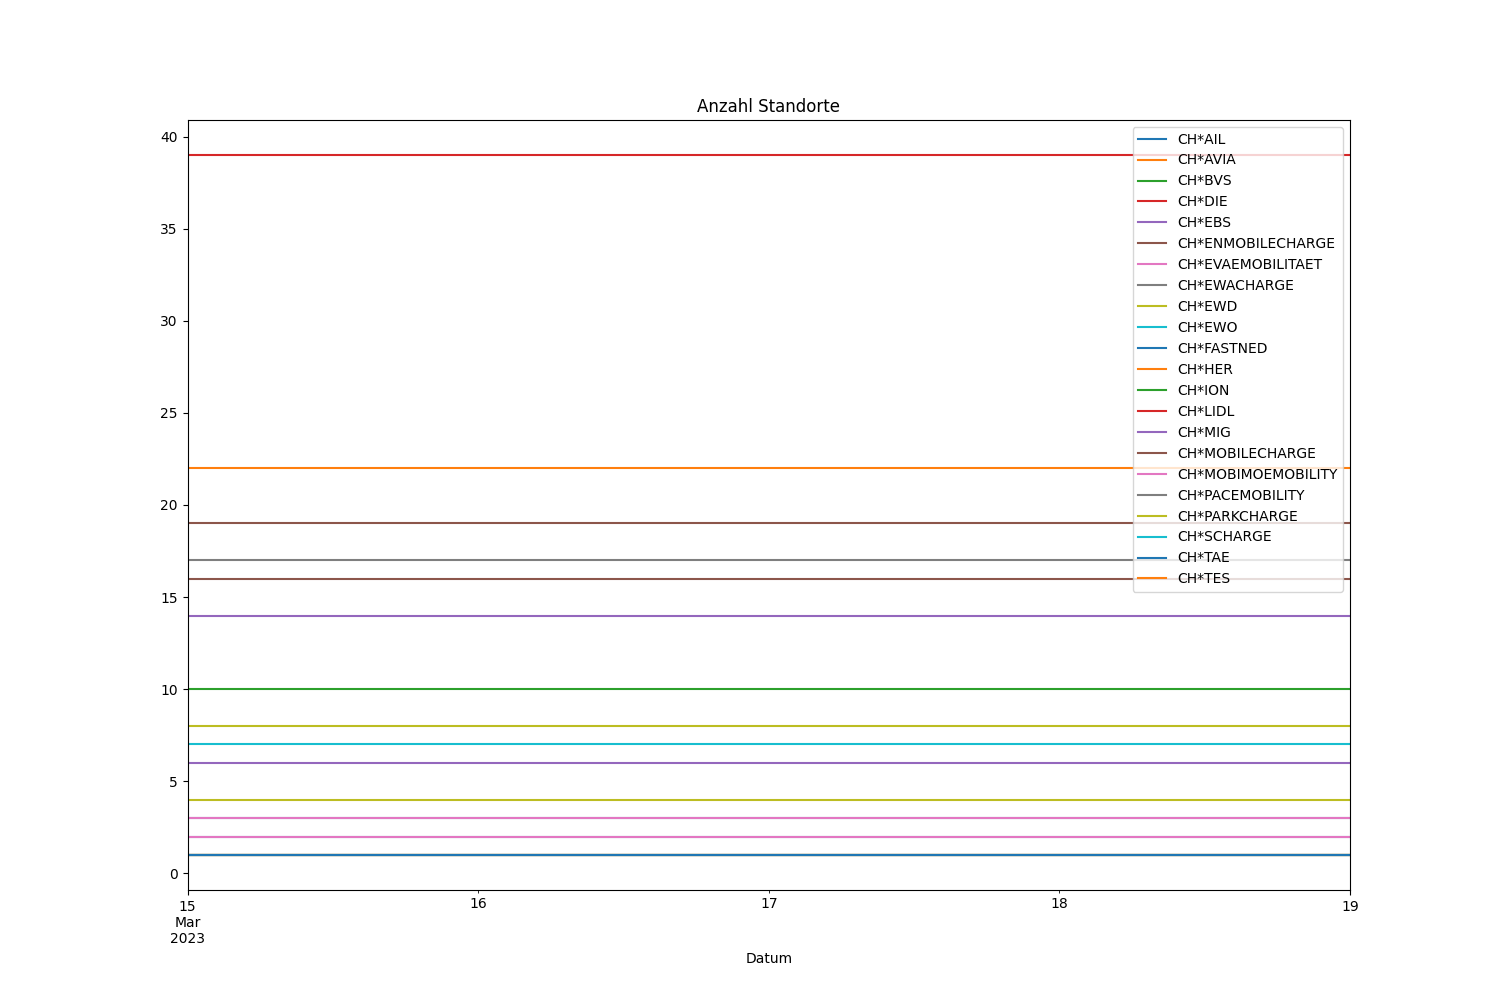 Anzahl Standorte
40
35
30
25
20
15
10
5
0
CH*AIL
CH*AVIA
CH*BVS
CH*DIE
CH*EBS
CH*ENMOBILECHARGE
CH*EVAEMOBILITAET
CH*EWACHARGE
CH*EWD
CH*EWO
CH*FASTNED
CH*HER
CH*ION
CH*LIDL
CH*MIG
CH*MOBILECHARGE
CH*MOBIMOEMOBILITY
CH*PACEMOBILITY
CH*PARKCHARGE
CH*SCHARGE
CH*TAE
CH*TES
15 16 17 18 19
Mar
2023
Datum